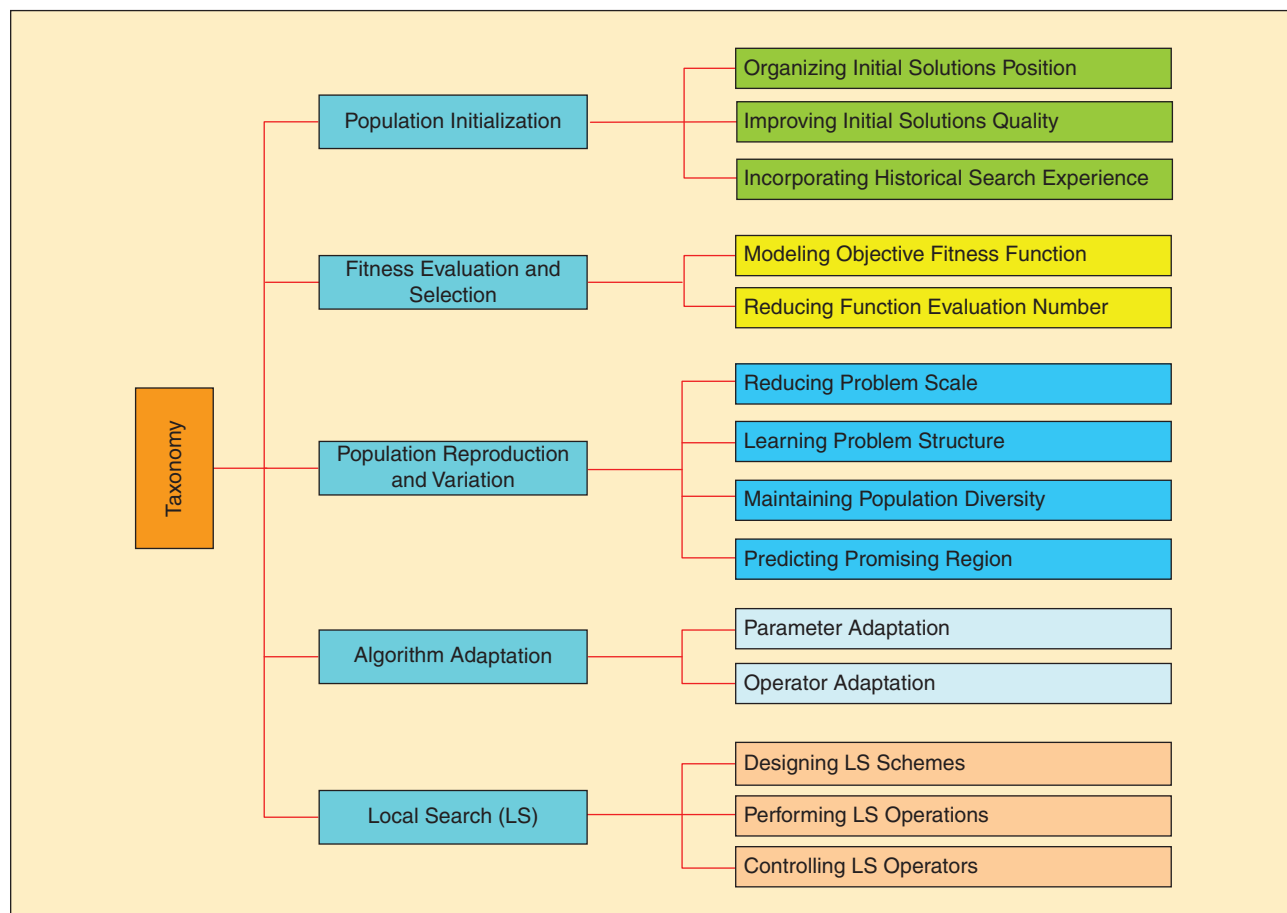 Taxonomy
Population Initialization
Organizing Initial Solutions Position
Improving Initial Solutions Quality
Incorporating Historical Search Experience
Fitness Evaluation and
Selection
Modeling Objective Fitness Function
Reducing Function Evaluation Number
Population Reproduction
and Variation
Reducing Problem Scale
Learning Problem Structure
Maintaining Population Diversity
Predicting Promising Region
Algorithm Adaptation
Parameter Adaptation
Operator Adaptation
Local Search (LS)
Designing LS Schemes
Performing LS Operations
Controlling LS Operators